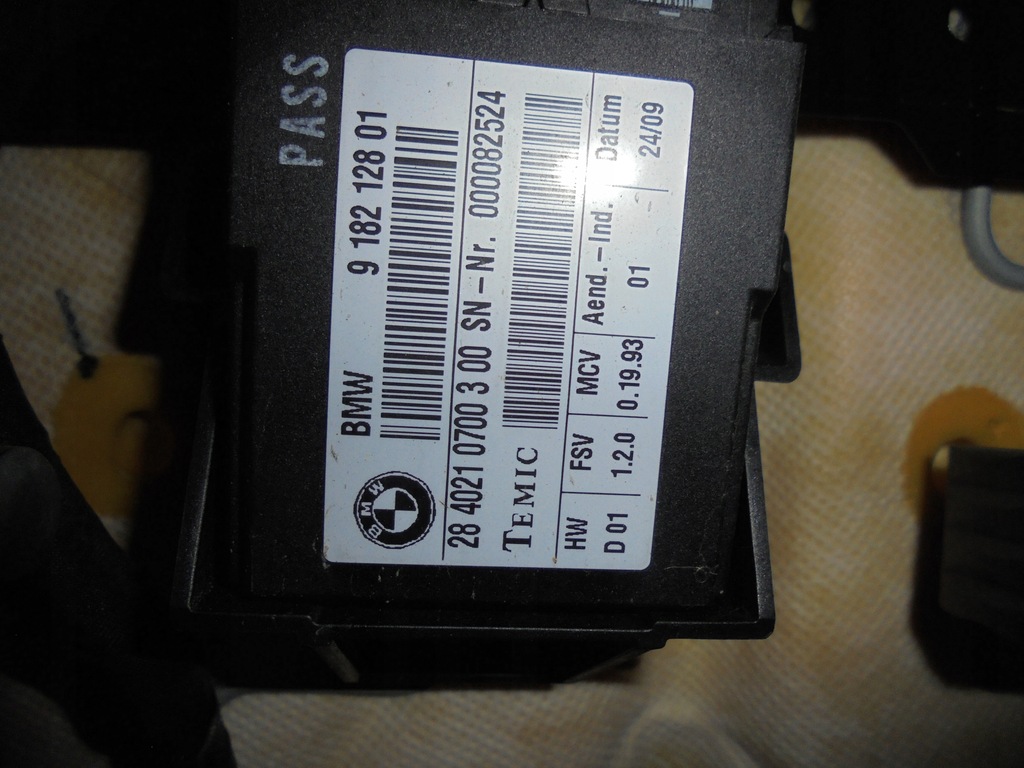 PASS
BMW 9 182 128 01
BMW
28 4021 0700 3 00 SN - Nr. 000082524
TEMIC
HW FSV MCV Aend.-Ind. Datum
D 01 1.2.0 0.19.93 01 24/09